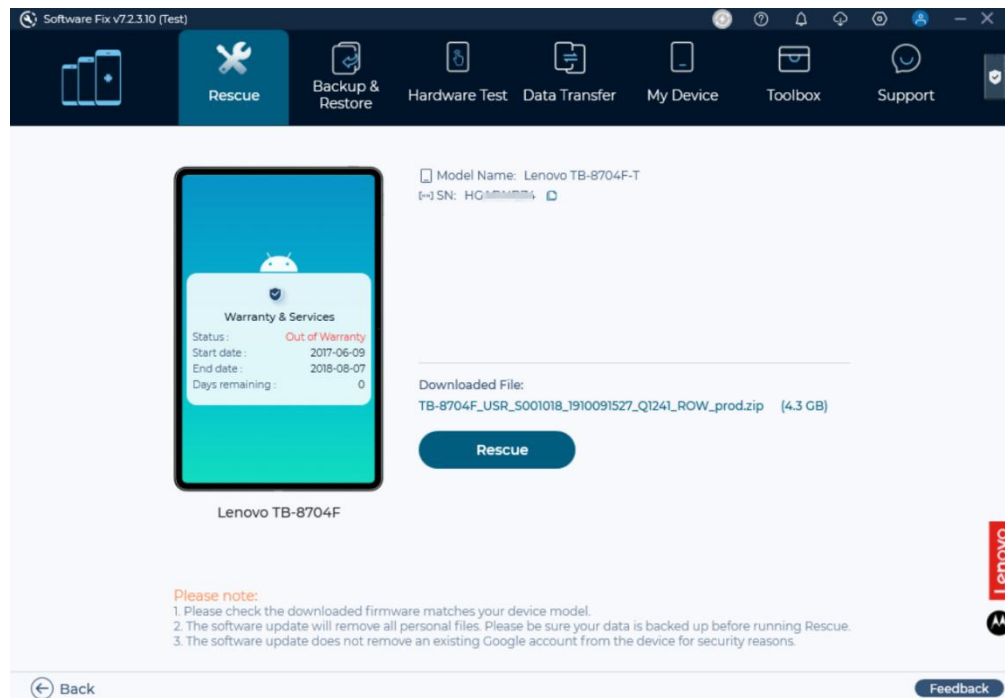 Software Fix v7.2.3.10 (Test)
Rescue
Backup &
Restore
Hardware Test
Data Transfer
My Device
Toolbox
Support
Model Name: Lenovo TB-8704F-T
SN:
Warranty & Services
Status: Out of Warranty
Start date: 2017-06-09
End date: 2018-08-07
Days remaining: 0
Downloaded File:
TB-8704F_USR_S001018_1910091527_Q1241_ROW_prod.zip (4.3 GB)
Rescue
Lenovo TB-8704F
Lenovo
Please note:
1. Please check the downloaded firmware matches your device model.
2. The software update will remove all personal files. Please be sure your data is backed up before running Rescue.
3. The software update does not remove an existing Google account from the device for security reasons.
Back
Feedback